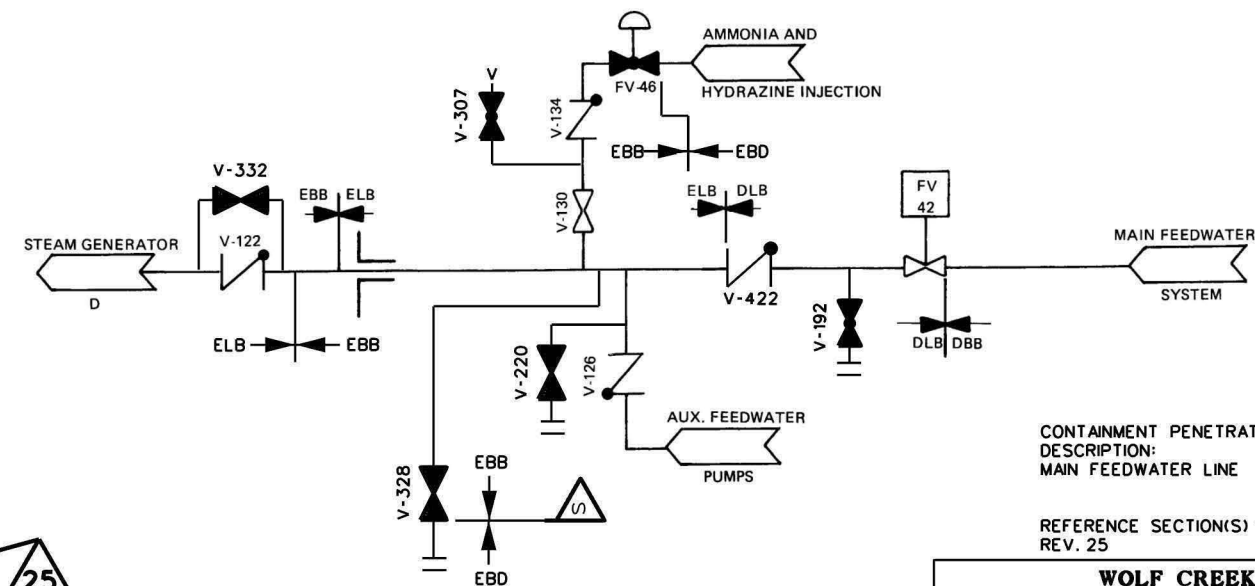 AMMONIA AND
HYDRAZINE INJECTION
FV-46
V
V-307
V-134
EBB
EBD
V-332
EBB
ELB
V-130
ELB
DLB
FV
42
STEAM GENERATOR
D
V-122
MAIN FEEDWATER
SYSTEM
V-422
V-192
DLB
DBB
ELB
EBB
V-220
V-126
AUX. FEEDWATER
PUMPS
V-328
EBB
EBD
S
CONTAINMENT PENETRAT
DESCRIPTION:
MAIN FEEDWATER LINE
REFERENCE SECTION(S)
REV. 25
WOLF CREEK
25